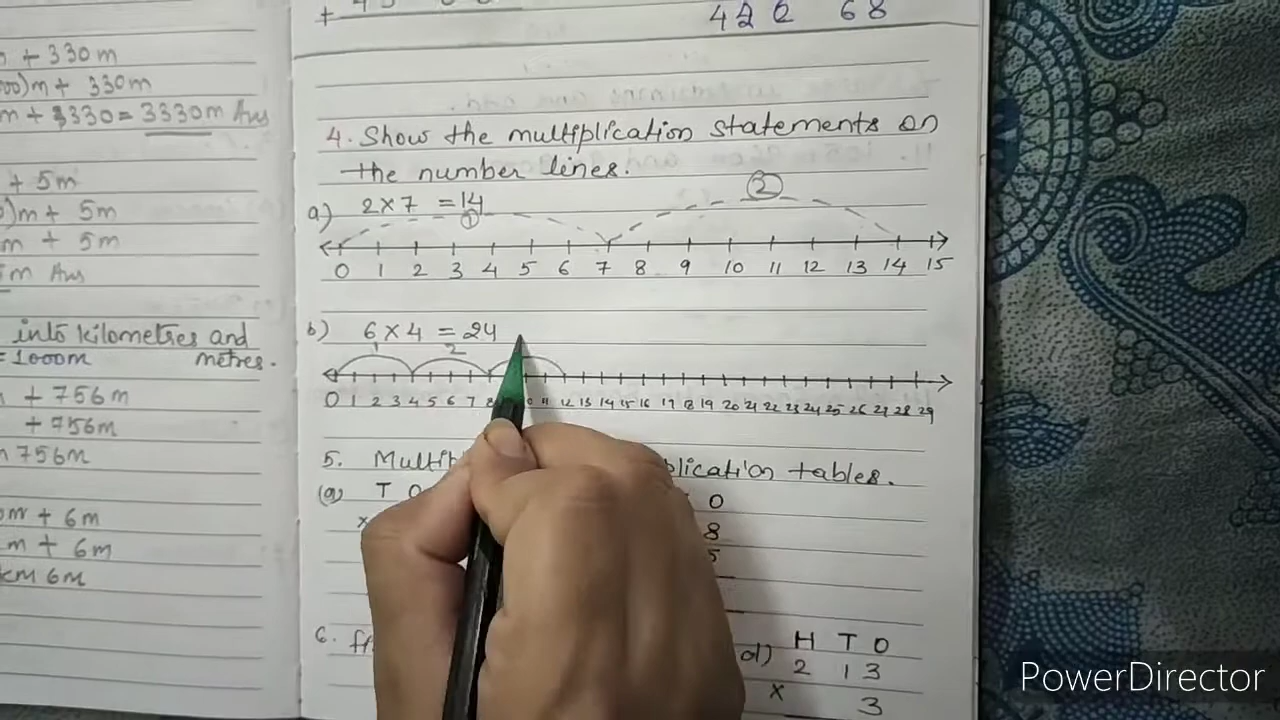 + 330m
m + 330m
m + 3330 = 3330m Ans
+ 5m
)m + 5m
m + 5m
m Ans
into kilometres and
= 1000m metres.
+ 756m
+ 756m
756m
m + 6m
m + 6m
km 6m
+
422 68
4. Show the multiplication statements on
the number lines.
a) 2 × 7 = 14
1 2
0 1 2 3 4 5 6 7 8 9 10 11 12 13 14 15
b) 6 × 4 = 24
1 2
0 1 2 3 4 5 6 7 8 11 12 13 14 15 16 17 18 19 20 21 22 23 24 25 26 27 28 29
5. plication tables.
(a) T O O
× 8
5
6.
d) H T O
2 1 3
× 3
PowerDirector